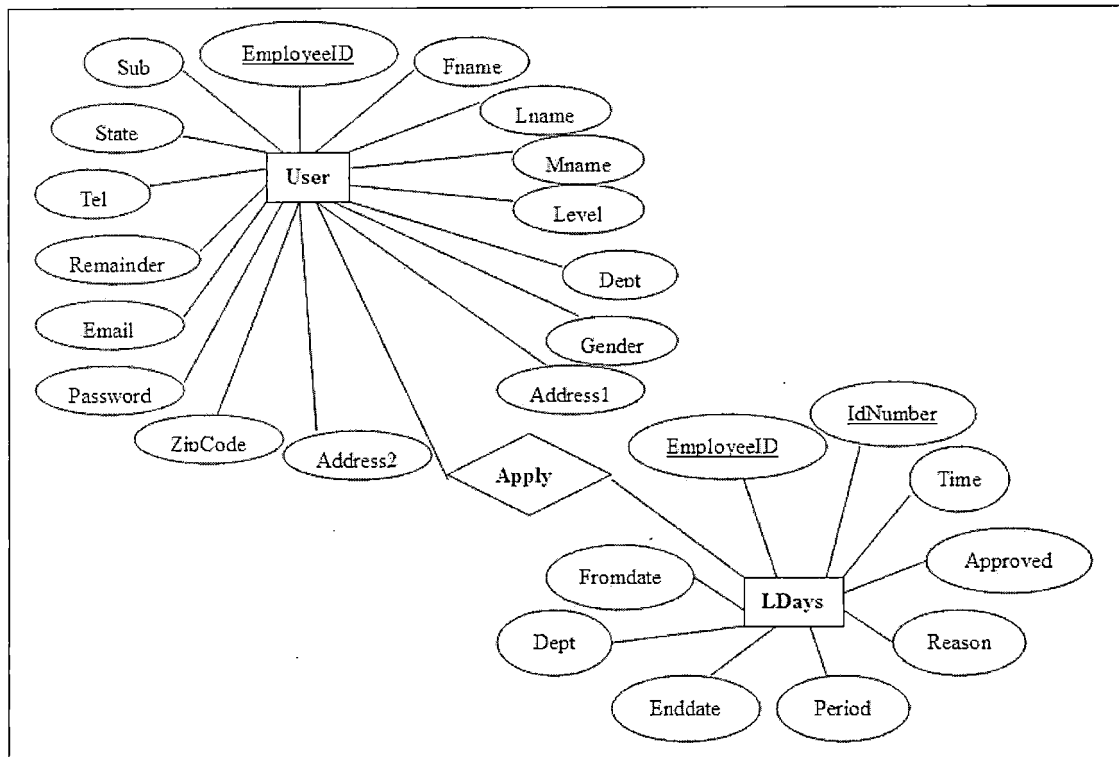 EmployeeID
Sub
Fname
Lname
State
Mname
User
Tel
Level
Remainder
Dept
Email
Gender
Password
Address1
ZipCode
Address2
IdNumber
EmployeeID
Apply
Time
Approved
Fromdate
LDays
Dept
Reason
Enddate
Period